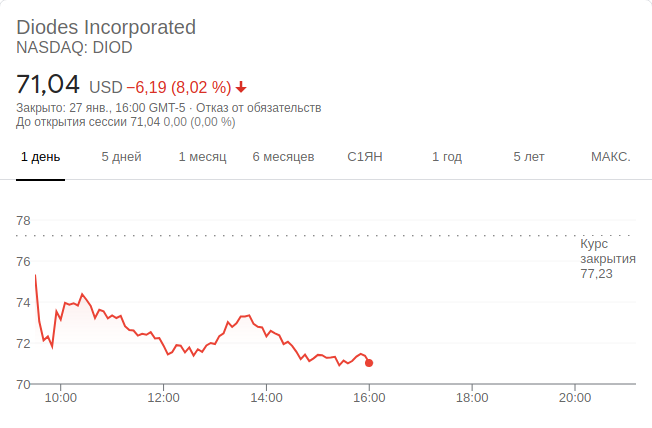 Diodes Incorporated
NASDAQ: DIOD
71,04 USD −6,19 (8,02 %)
Закрыто: 27 янв., 16:00 GMT-5 · Отказ от обязательств
До открытия сессии 71,04 0,00 (0,00 %)
1 день 5 дней 1 месяц 6 месяцев С1ЯН 1 год 5 лет МАКС.
78
Курс
закрытия
77,23
76
74
72
70
10:00 12:00 14:00 16:00 18:00 20:00